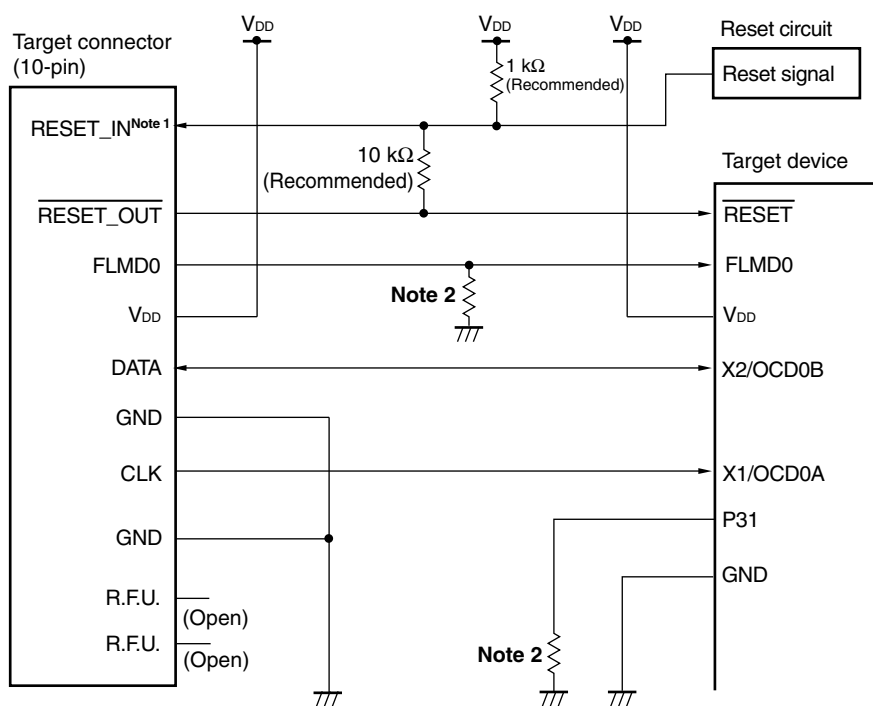 Target connector
(10-pin)
VDD
VDD
VDD
Reset circuit
Reset signal
1 kΩ
(Recommended)
RESET_IN Note 1
10 kΩ
(Recommended)
Target device
RESET_OUT
RESET
FLMD0
FLMD0
Note 2
VDD
VDD
DATA
X2/OCD0B
GND
CLK
X1/OCD0A
P31
GND
GND
R.F.U.
(Open)
R.F.U.
(Open)
Note 2